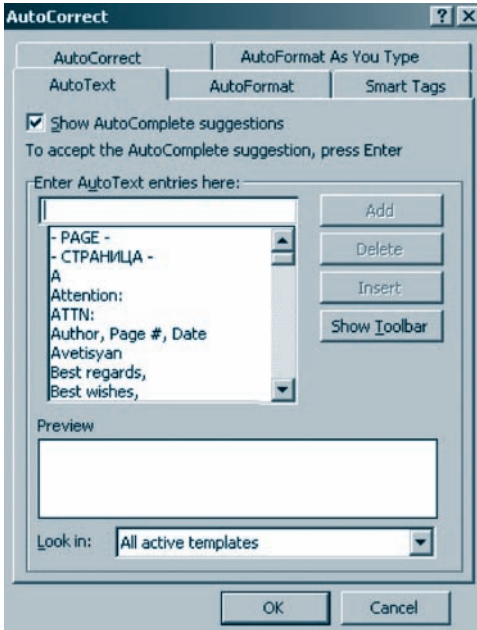 AutoCorrect
AutoCorrect AutoFormat As You Type
AutoText AutoFormat Smart Tags
Show AutoComplete suggestions
To accept the AutoComplete suggestion, press Enter
Enter AutoText entries here:
Add
- PAGE -
- СТРАНИЦА -
A
Attention:
ATTN:
Author, Page #, Date
Avetisyan
Best regards,
Best wishes,
Delete
Insert
Show Toolbar
Preview
Look in: All active templates
OK Cancel